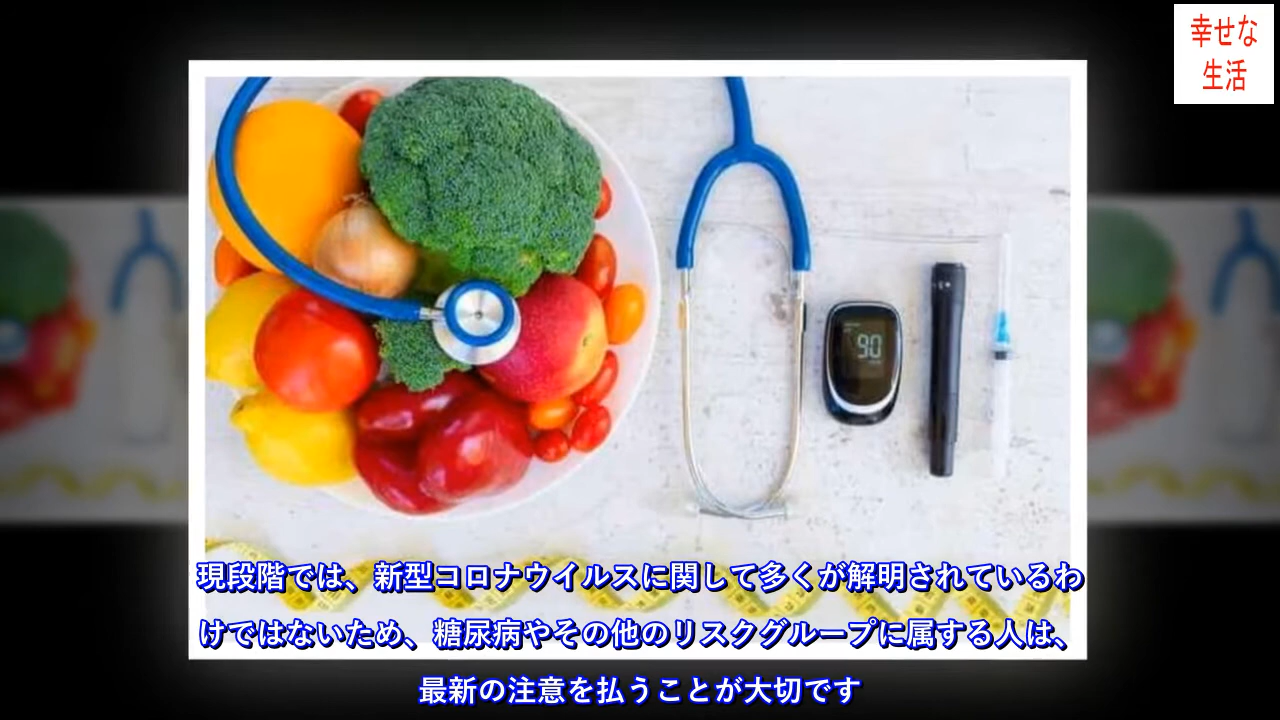 幸せな
生活
90
現段階では、新型コロナウイルスに関して多くが解明されているわ
けではないため、糖尿病やその他のリスクグループに属する人は、
最新の注意を払うことが大切です